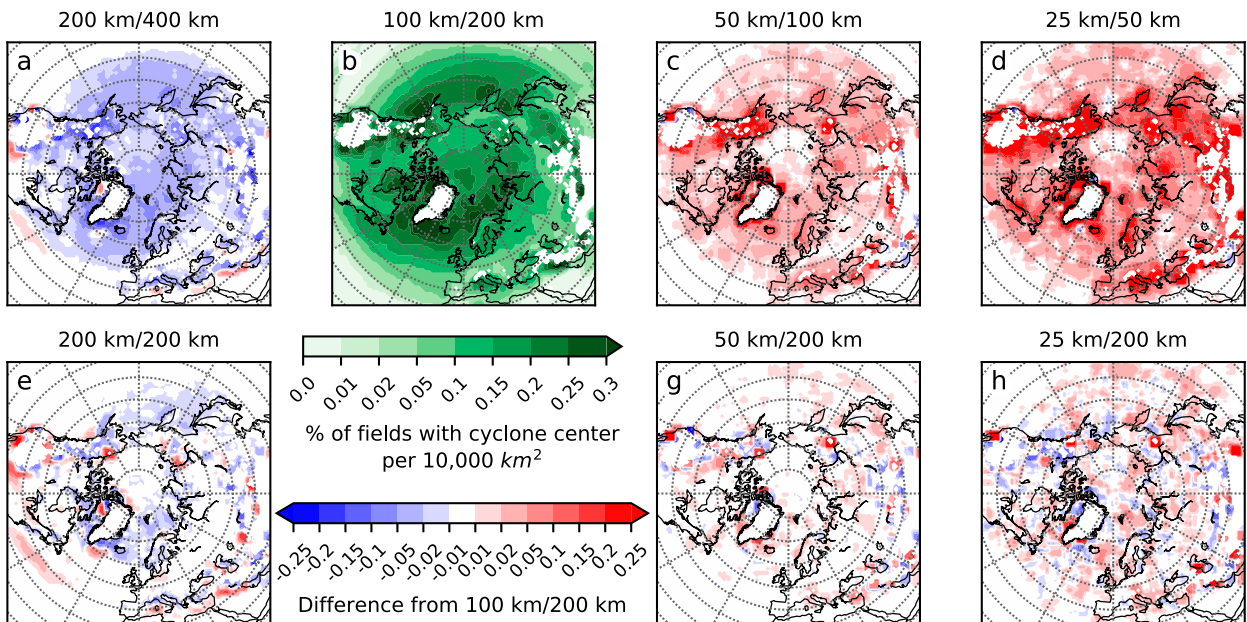 200 km/400 km
100 km/200 km
50 km/100 km
25 km/50 km
a
b
c
d
200 km/200 km
50 km/200 km
25 km/200 km
e
g
h
0.0 0.01 0.02 0.05 0.1 0.15 0.2 0.25 0.3
% of fields with cyclone center
per 10,000 km²
-0.25 -0.2 -0.15 -0.1 -0.05 -0.02 -0.01 0.01 0.02 0.05 0.1 0.15 0.2 0.25
Difference from 100 km/200 km